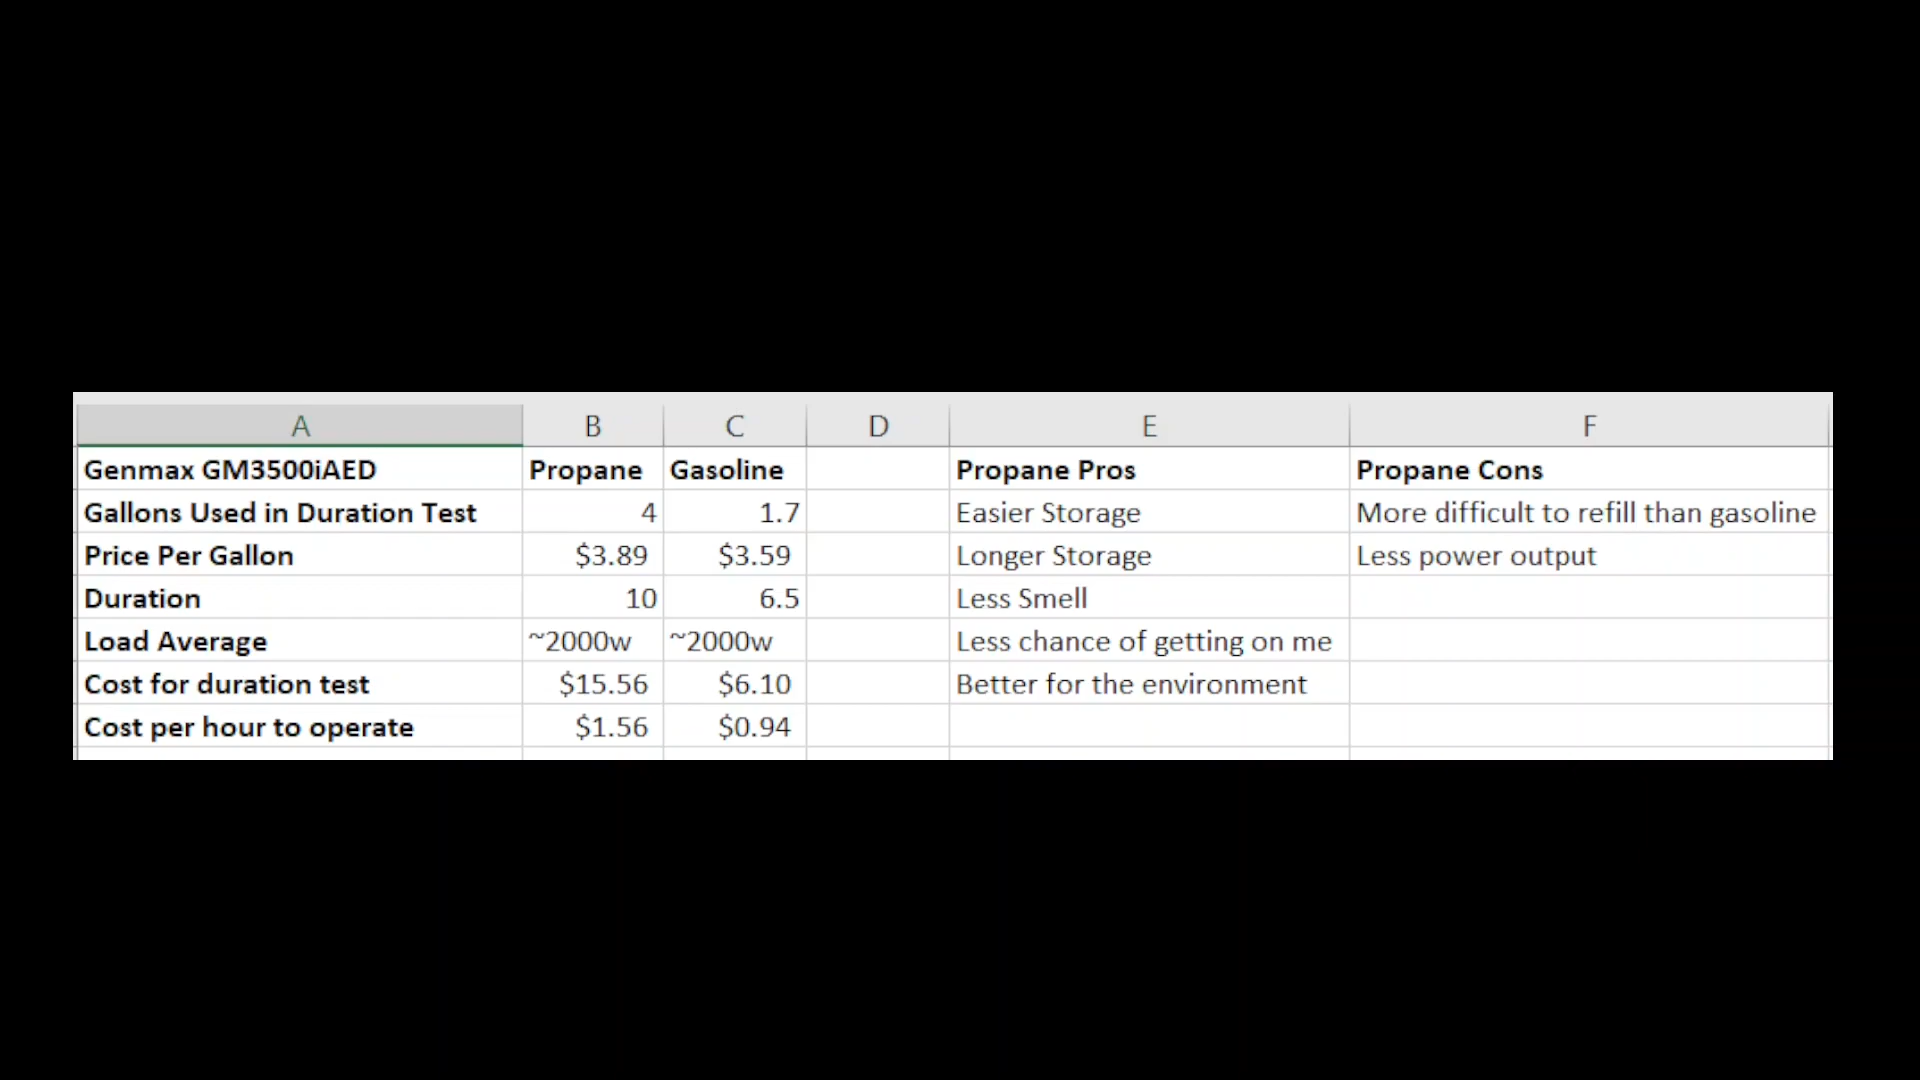 A B C D E F
Genmax GM3500iAED Propane Gasoline Propane Pros Propane Cons
Gallons Used in Duration Test 4 1.7 Easier Storage More difficult to refill than gasoline
Price Per Gallon $3.89 $3.59 Longer Storage Less power output
Duration 10 6.5 Less Smell
Load Average ~2000w ~2000w Less chance of getting on me
Cost for duration test $15.56 $6.10 Better for the environment
Cost per hour to operate $1.56 $0.94